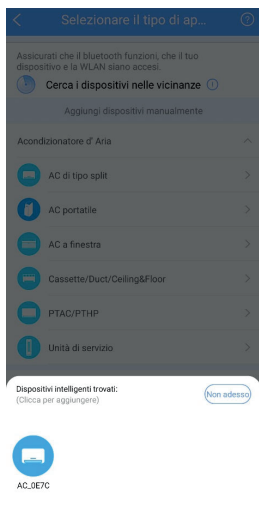 Selezionare il tipo di ap...
Assicurati che il bluetooth funzioni, che il tuo
dispositivo e la WLAN siano accesi.
Cerca i dispositivi nelle vicinanze
Aggiungi dispositivi manualmente
Acondizionatore d' Aria
AC di tipo split
AC portatile
AC a finestra
Cassette/Duct/Ceiling&Floor
PTAC/PTHP
Unità di servizio
Dispositivi intelligenti trovati:
(Clicca per aggiungere)
Non adesso
AC_0E7C